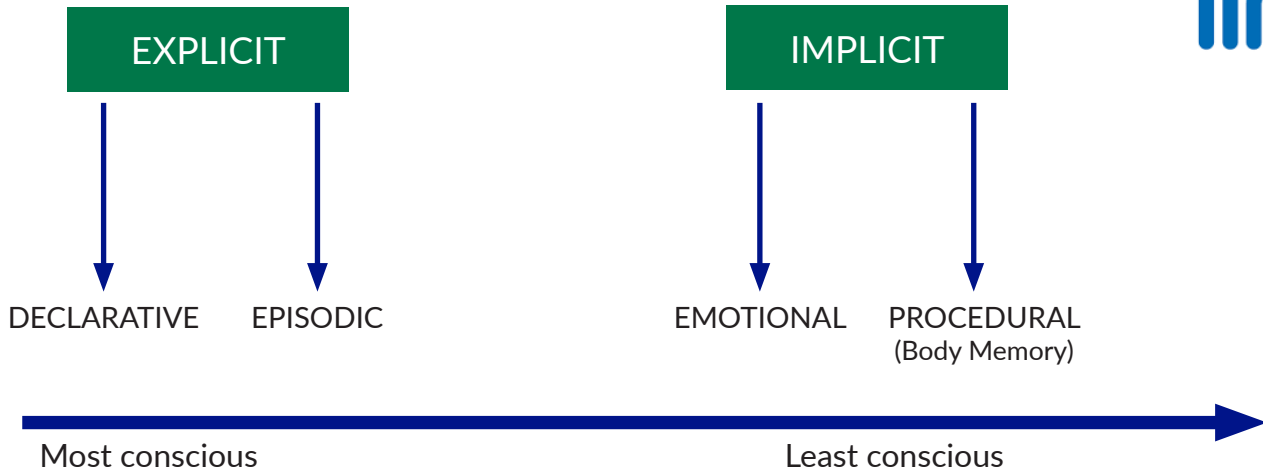 EXPLICIT
IMPLICIT
DECLARATIVE
EPISODIC
EMOTIONAL
PROCEDURAL
(Body Memory)
Most conscious
Least conscious